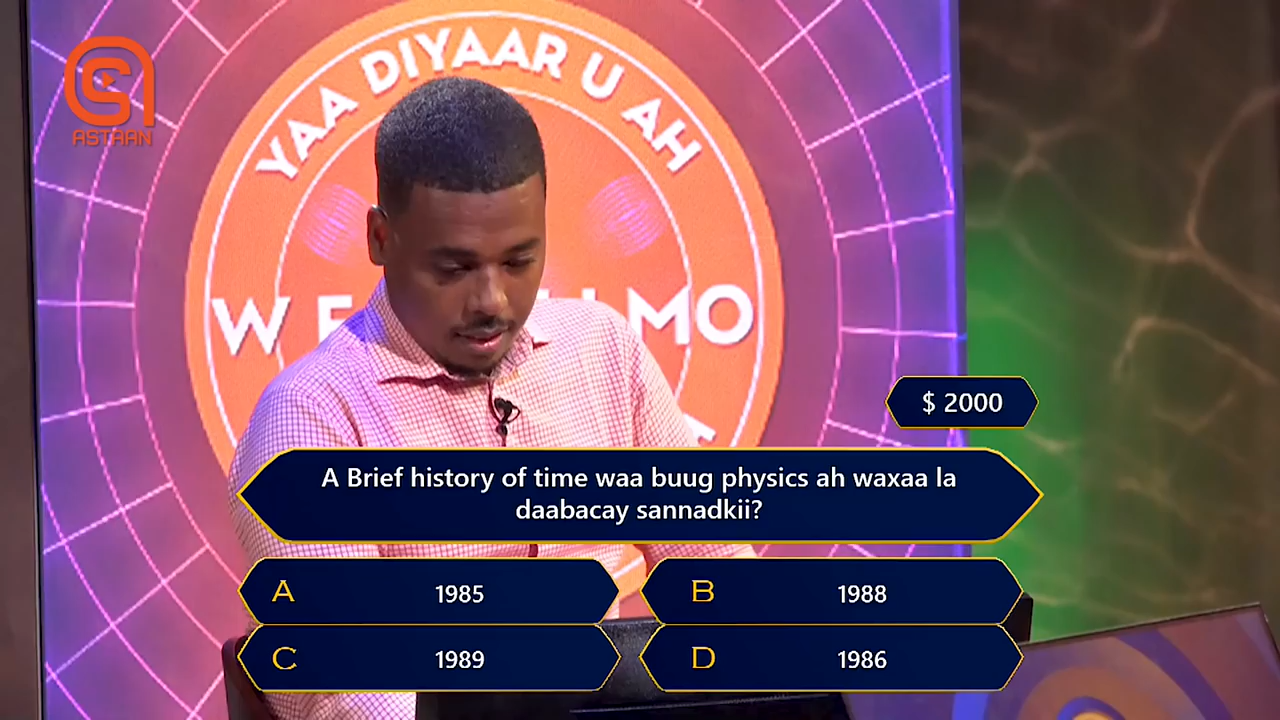 ASTAAN
YAA DIYAAR U AH
MO
$ 2000
A Brief history of time waa buug physics ah waxaa la
daabacay sannadkii?
A 1985
B 1988
C 1989
D 1986